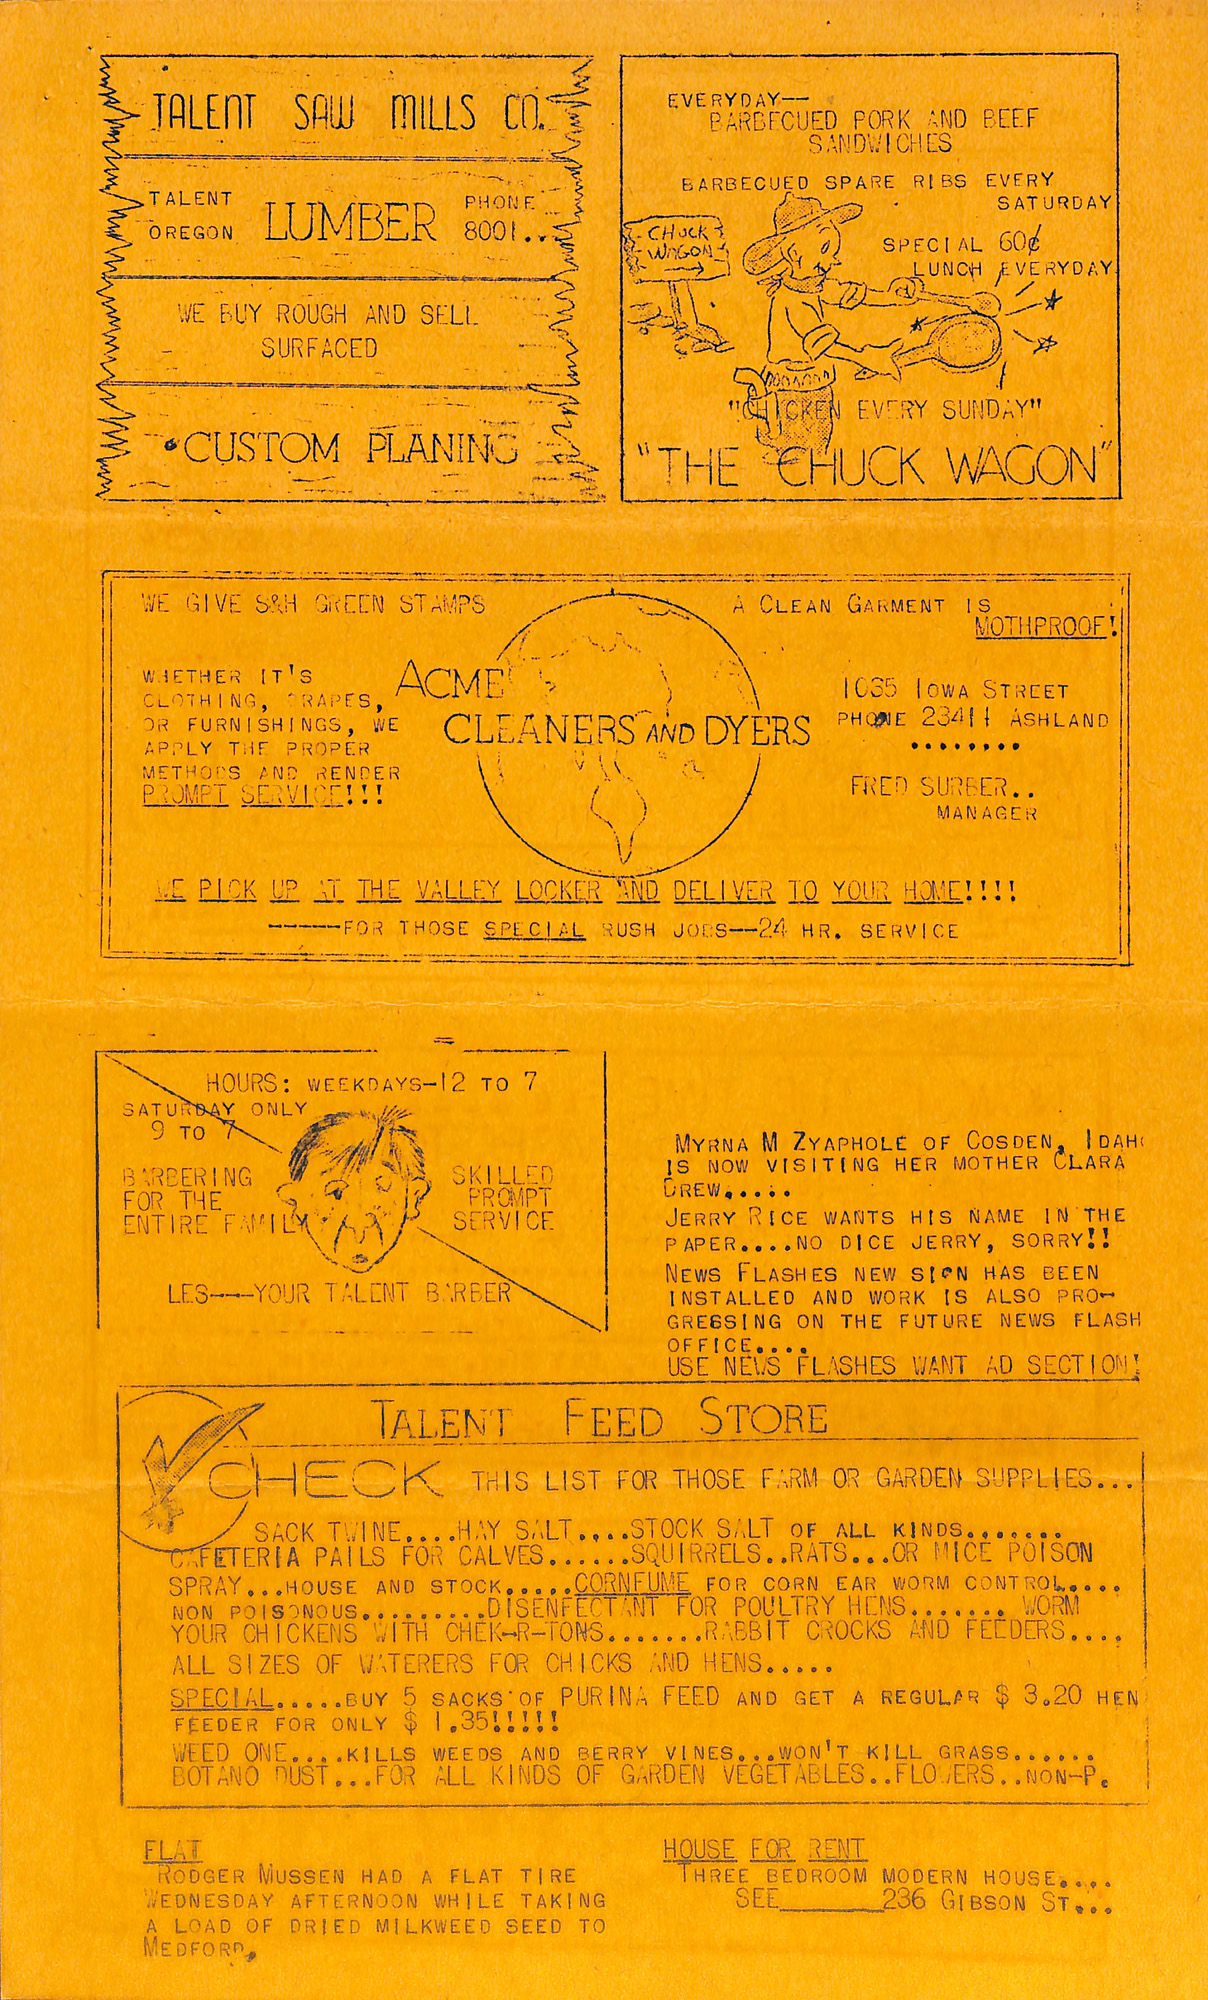 TALENT SAW MILLS CO.
TALENT
OREGON
LUMBER
PHONE
8001...
WE BUY ROUGH AND SELL
SURFACED
CUSTOM PLANING
EVERYDAY—
BARBECUED PORK AND BEEF
SANDWICHES
BARBECUED SPARE RIBS EVERY
SATURDAY
CHUCK
WAGON
SPECIAL 60¢
LUNCH EVERYDAY
"CHICKEN EVERY SUNDAY"
"THE CHUCK WAGON"
WE GIVE S&H GREEN STAMPS
A CLEAN GARMENT IS
MOTHPROOF!
WHETHER IT'S
CLOTHING, DRAPES,
OR FURNISHINGS, WE
APPLY THE PROPER
METHODS AND RENDER
PROMPT SERVICE!!!
ACME
CLEANERS AND DYERS
1035 IOWA STREET
PHONE 23411 ASHLAND
........
FRED SURBER..
MANAGER
WE PICK UP AT THE VALLEY LOCKER AND DELIVER TO YOUR HOME!!!!
-----FOR THOSE SPECIAL RUSH JOBS--24 HR. SERVICE
HOURS: WEEKDAYS-12 TO 7
SATURDAY ONLY
9 TO 7
BARBERING
FOR THE
ENTIRE FAMILY
SKILLED
PROMPT
SERVICE
LES---YOUR TALENT BARBER
MYRNA M ZYAPHOLE OF COSDEN, IDAHO
IS NOW VISITING HER MOTHER CLARA
DREW.....
JERRY RICE WANTS HIS NAME IN THE
PAPER....NO DICE JERRY, SORRY!!
NEWS FLASHES NEW SIGN HAS BEEN
INSTALLED AND WORK IS ALSO PRO-
GRESSING ON THE FUTURE NEWS FLASH
OFFICE....
USE NEWS FLASHES WANT AD SECTION!
TALENT FEED STORE
CHECK THIS LIST FOR THOSE FARM OR GARDEN SUPPLIES...
SACK TWINE....HAY SALT....STOCK SALT OF ALL KINDS.......
CAFETERIA PAILS FOR CALVES.......SQUIRRELS..RATS...OR MICE POISON
SPRAY...HOUSE AND STOCK.....CORNFUME FOR CORN EAR WORM CONTROL....
NON POISONOUS.........DISENFECTANT FOR POULTRY HENS....... WORM
YOUR CHICKENS WITH CHEK-R-TONS.......RABBIT CROCKS AND FEEDERS....
ALL SIZES OF WATERERS FOR CHICKS AND HENS.....
SPECIAL.....BUY 5 SACKS OF PURINA FEED AND GET A REGULAR $ 3.20 HEN
FEEDER FOR ONLY $ 1.35!!!!!
WEED ONE....KILLS WEEDS AND BERRY VINES...WON'T KILL GRASS......
BOTANO DUST...FOR ALL KINDS OF GARDEN VEGETABLES..FLOWERS..NON-P.
FLAT
RODGER MUSSEN HAD A FLAT TIRE
WEDNESDAY AFTERNOON WHILE TAKING
A LOAD OF DRIED MILKWEED SEED TO
MEDFORD.
HOUSE FOR RENT
THREE BEDROOM MODERN HOUSE....
SEE_______236 GIBSON ST...